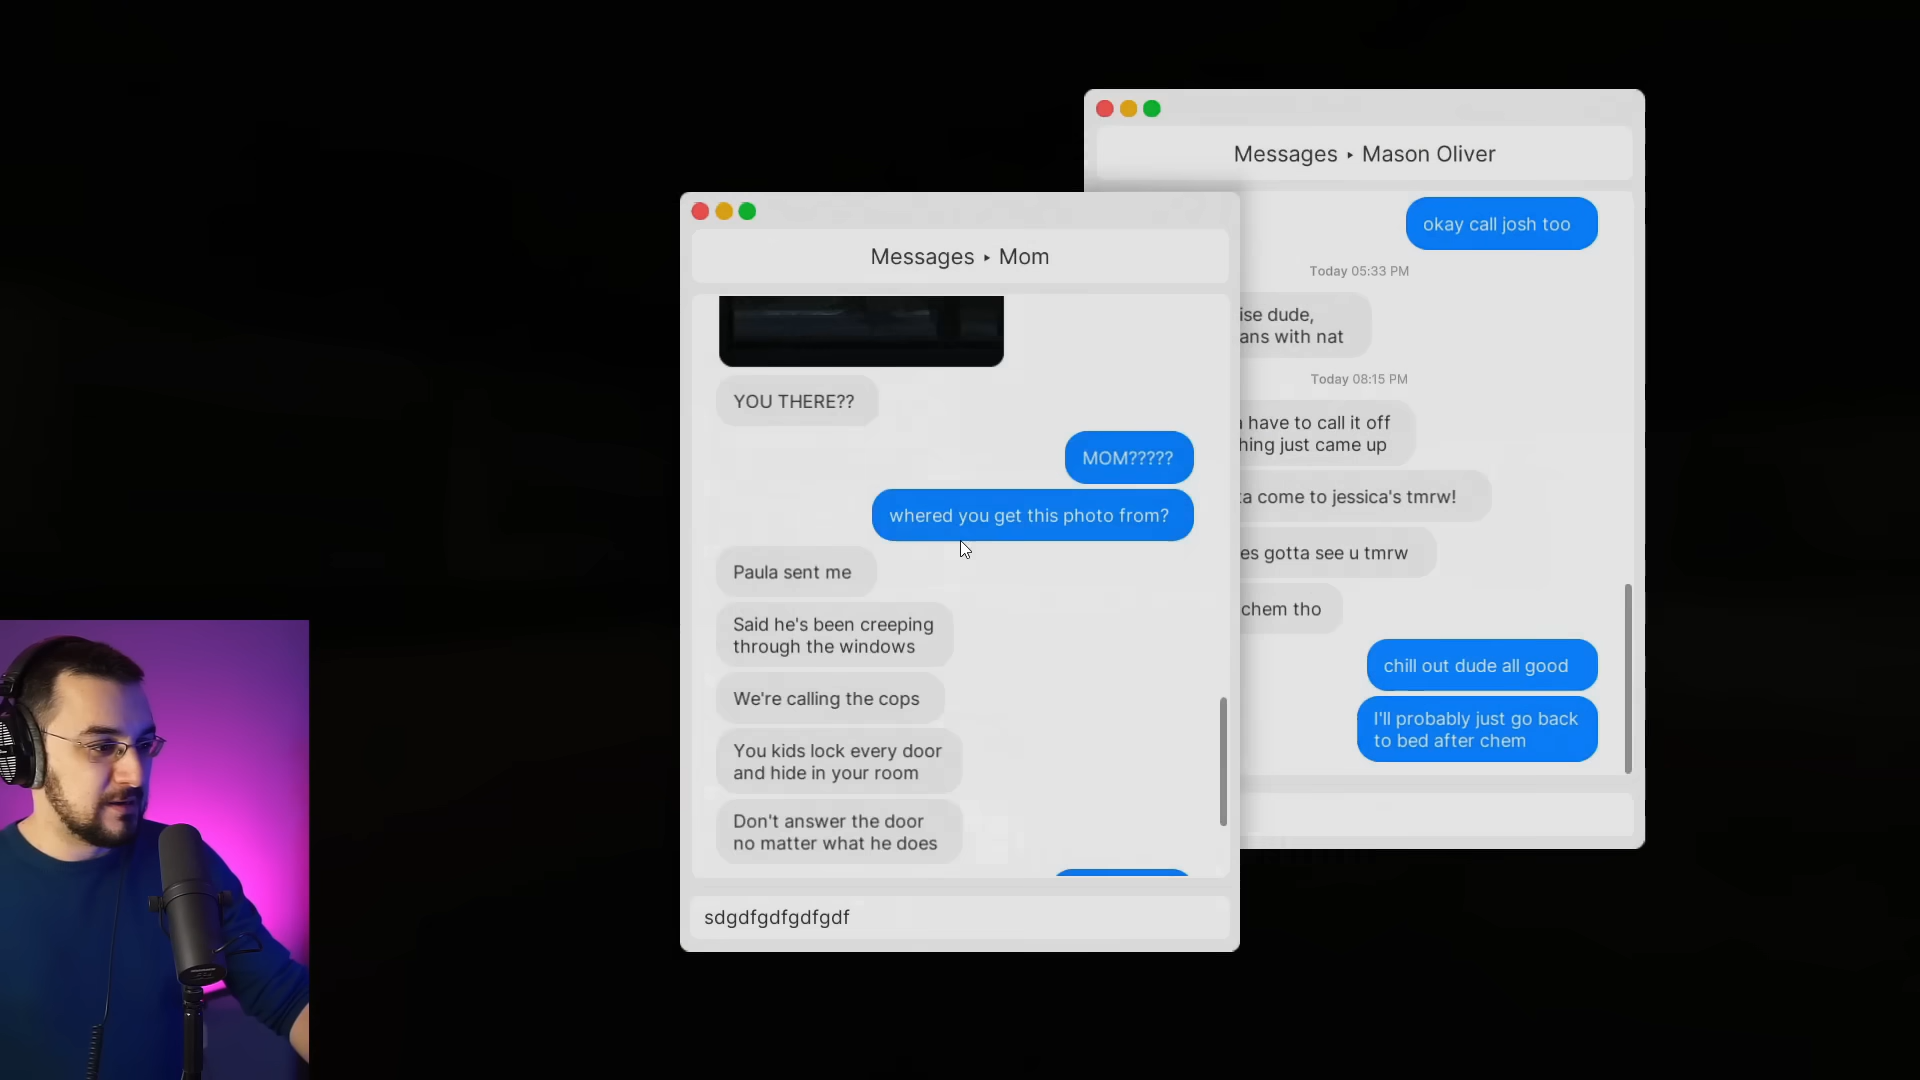 Messages ‣ Mason Oliver
okay call josh too
Today 05:33 PM
ise dude,
ans with nat
Today 08:15 PM
have to call it off
hing just came up
ta come to jessica's tmrw!
es gotta see u tmrw
chem tho
chill out dude all good
I'll probably just go back
to bed after chem
Messages ‣ Mom
YOU THERE??
MOM?????
whered you get this photo from?
Paula sent me
Said he's been creeping
through the windows
We're calling the cops
You kids lock every door
and hide in your room
Don't answer the door
no matter what he does
sdgdfgdfgdfgdf